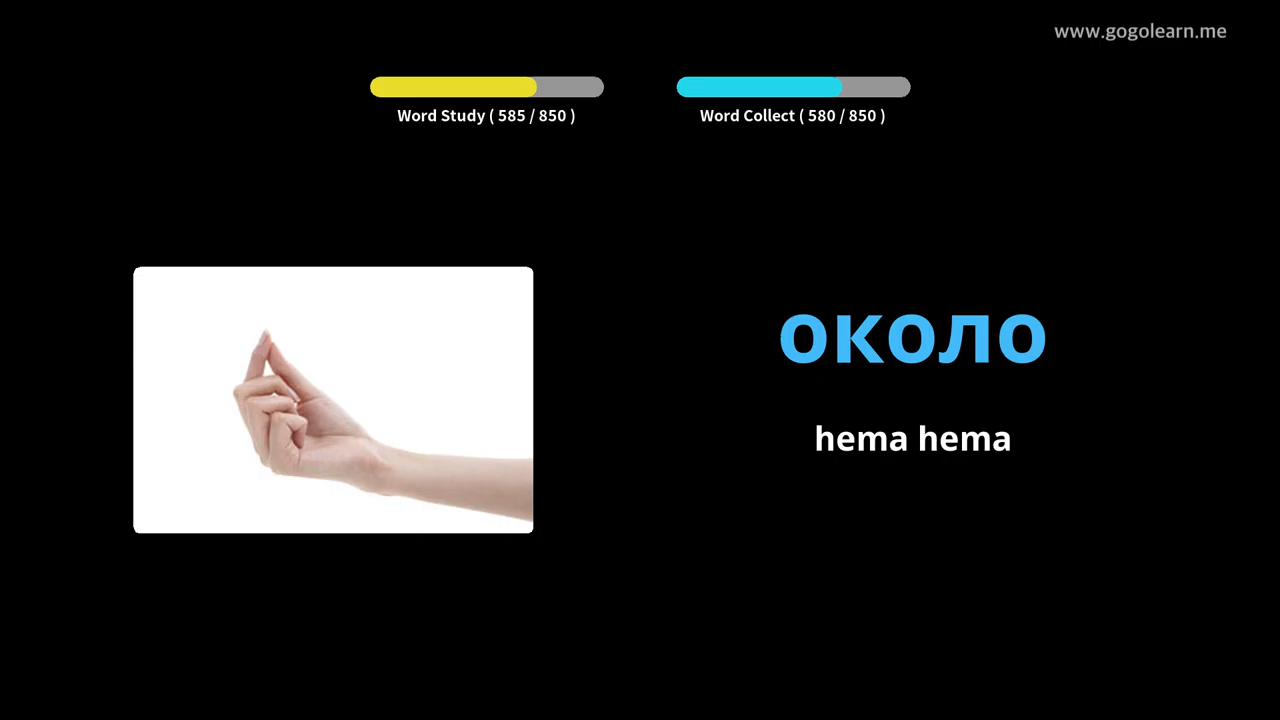 www.gogolearn.me
Word Study ( 585 / 850 )
Word Collect ( 580 / 850 )
около
hema hema